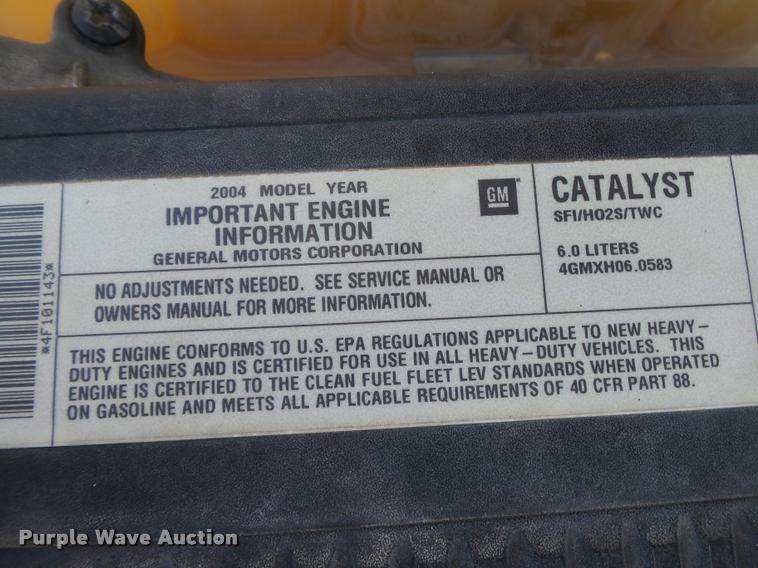 *4F101143*
2004 MODEL YEAR
IMPORTANT ENGINE
INFORMATION
GENERAL MOTORS CORPORATION
GM
NO ADJUSTMENTS NEEDED. SEE SERVICE MANUAL OR
OWNERS MANUAL FOR MORE INFORMATION.
CATALYST
SFI/HO2S/TWC
6.0 LITERS
4GMXH06.0583
THIS ENGINE CONFORMS TO U.S. EPA REGULATIONS APPLICABLE TO NEW HEAVY-
DUTY ENGINES AND IS CERTIFIED FOR USE IN ALL HEAVY-DUTY VEHICLES. THIS
ENGINE IS CERTIFIED TO THE CLEAN FUEL FLEET LEV STANDARDS WHEN OPERATED
ON GASOLINE AND MEETS ALL APPLICABLE REQUIREMENTS OF 40 CFR PART 88.
Purple Wave Auction